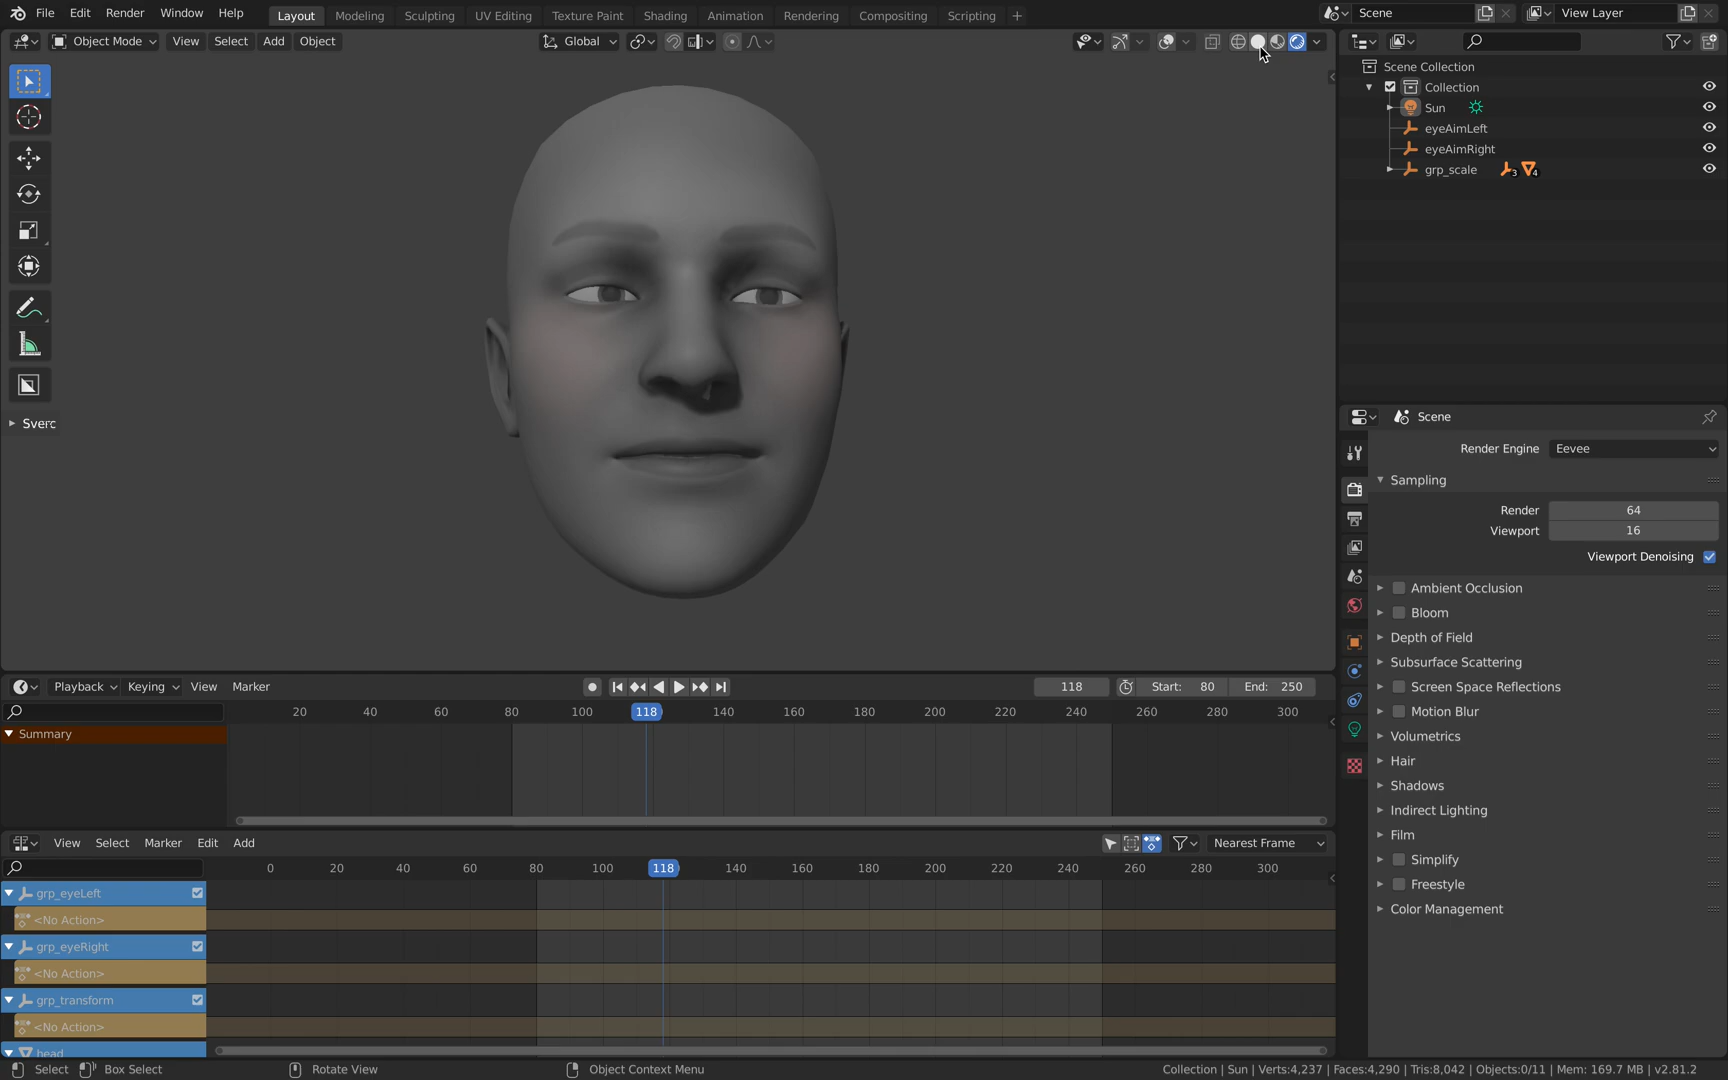 File Edit Render Window Help Layout Modeling Sculpting UV Editing Texture Paint Shading Animation Rendering Compositing Scripting + Scene View Layer
Object Mode View Select Add Object Global
Scene Collection
Collection
Sun
eyeAimLeft
eyeAimRight
grp_scale 3 4
Sverc
Scene
Render Engine Eevee
Sampling
Render 64
Viewport 16
Viewport Denoising
Ambient Occlusion
Bloom
Depth of Field
Subsurface Scattering
Screen Space Reflections
Motion Blur
Volumetrics
Hair
Shadows
Indirect Lighting
Film
Simplify
Freestyle
Color Management
Playback Keying View Marker 118 Start: 80 End: 250
20 40 60 80 100 118 140 160 180 200 220 240 260 280 300
Summary
View Select Marker Edit Add Nearest Frame
0 20 40 60 80 100 118 140 160 180 200 220 240 260 280 300
grp_eyeLeft
<No Action>
grp_eyeRight
<No Action>
grp_transform
<No Action>
head
Select Box Select Rotate View Object Context Menu Collection | Sun | Verts:4,237 | Faces:4,290 | Tris:8,042 | Objects:0/11 | Mem: 169.7 MB | v2.81.2